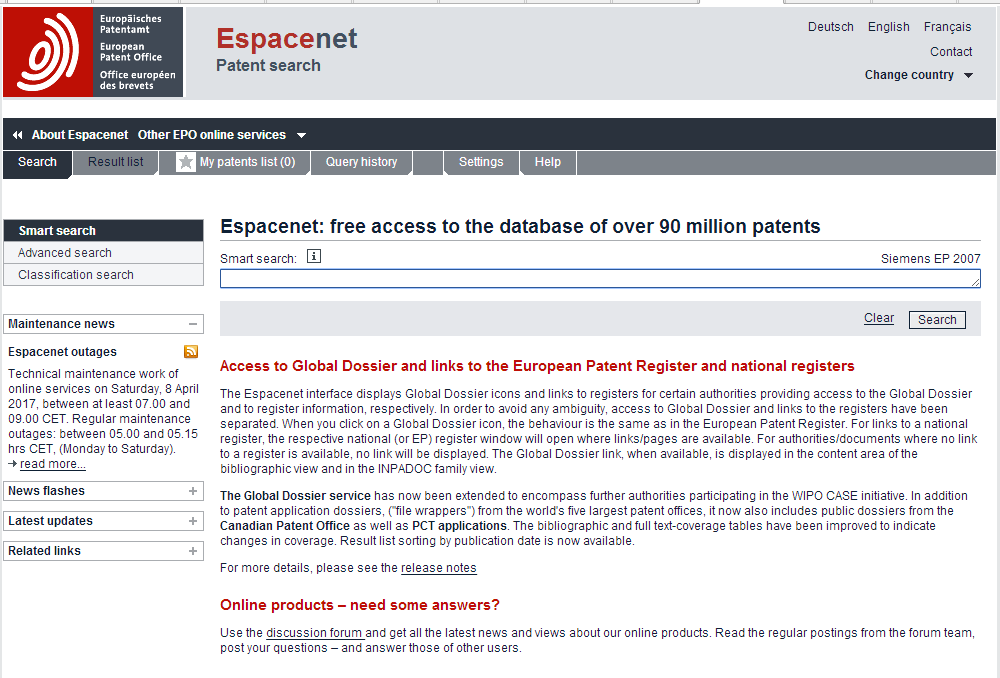 Europäisches
Patentamt
European
Patent Office
Office européen
des brevets
Espacenet
Patent search
Deutsch English Français
Contact
Change country
About Espacenet Other EPO online services
Search Result list My patents list (0) Query history Settings Help
Smart search
Advanced search
Classification search
Maintenance news
Espacenet outages
Technical maintenance work of
online services on Saturday, 8 April
2017, between at least 07.00 and
09.00 CET. Regular maintenance
outages: between 05.00 and 05.15
hrs CET, (Monday to Saturday).
read more...
News flashes
Latest updates
Related links
Espacenet: free access to the database of over 90 million patents
Smart search: i Siemens EP 2007
Clear Search
Access to Global Dossier and links to the European Patent Register and national registers
The Espacenet interface displays Global Dossier icons and links to registers for certain authorities providing access to the Global Dossier
and to register information, respectively. In order to avoid any ambiguity, access to Global Dossier and links to the registers have been
separated. When you click on a Global Dossier icon, the behaviour is the same as in the European Patent Register. For links to a national
register, the respective national (or EP) register window will open where links/pages are available. For authorities/documents where no link
to a register is available, no link will be displayed. The Global Dossier link, when available, is displayed in the content area of the
bibliographic view and in the INPADOC family view.
The Global Dossier service has now been extended to encompass further authorities participating in the WIPO CASE initiative. In addition
to patent application dossiers, ("file wrappers") from the world's five largest patent offices, it now also includes public dossiers from the
Canadian Patent Office as well as PCT applications. The bibliographic and full text-coverage tables have been improved to indicate
changes in coverage. Result list sorting by publication date is now available.
For more details, please see the release notes
Online products – need some answers?
Use the discussion forum and get all the latest news and views about our online products. Read the regular postings from the forum team,
post your questions – and answer those of other users.